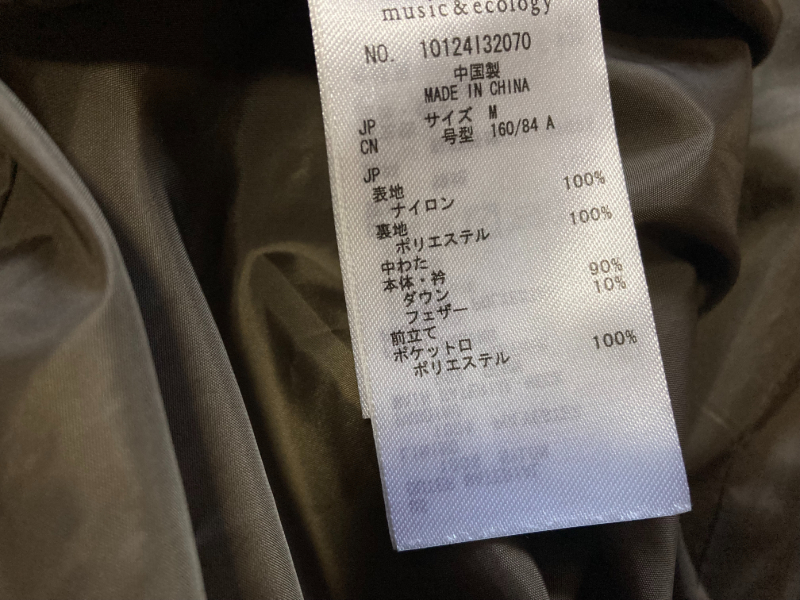 music & ecology
NO. 10124I32070
中国製
MADE IN CHINA
JP サイズ M
CN 号型 160/84 A
JP
表地
ナイロン 100%
裏地
ポリエステル 100%
中わた
本体・衿
ダウン 90%
フェザー 10%
前立て
ポケット口
ポリエステル 100%